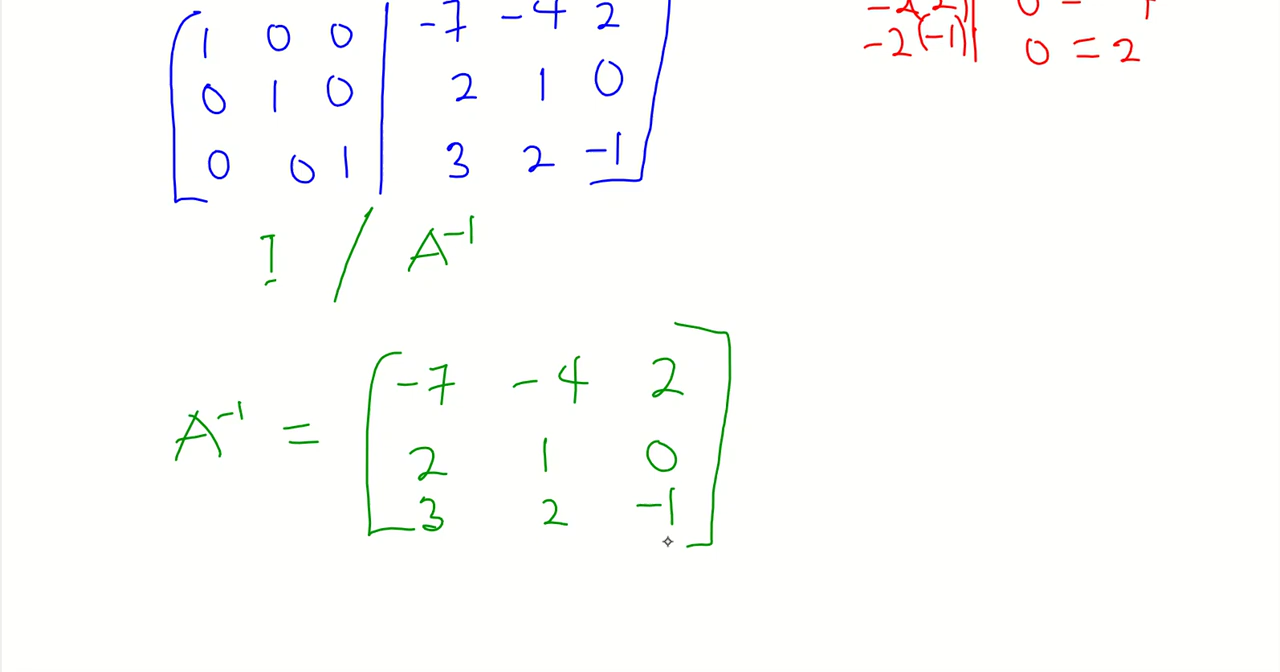 1 0 0 | -7 -4 2
0 1 0 | 2 1 0
0 0 1 | 3 2 -1
-2(-1) 0 = 2
I / A⁻¹
A⁻¹ =
-7 -4 2
2 1 0
3 2 -1